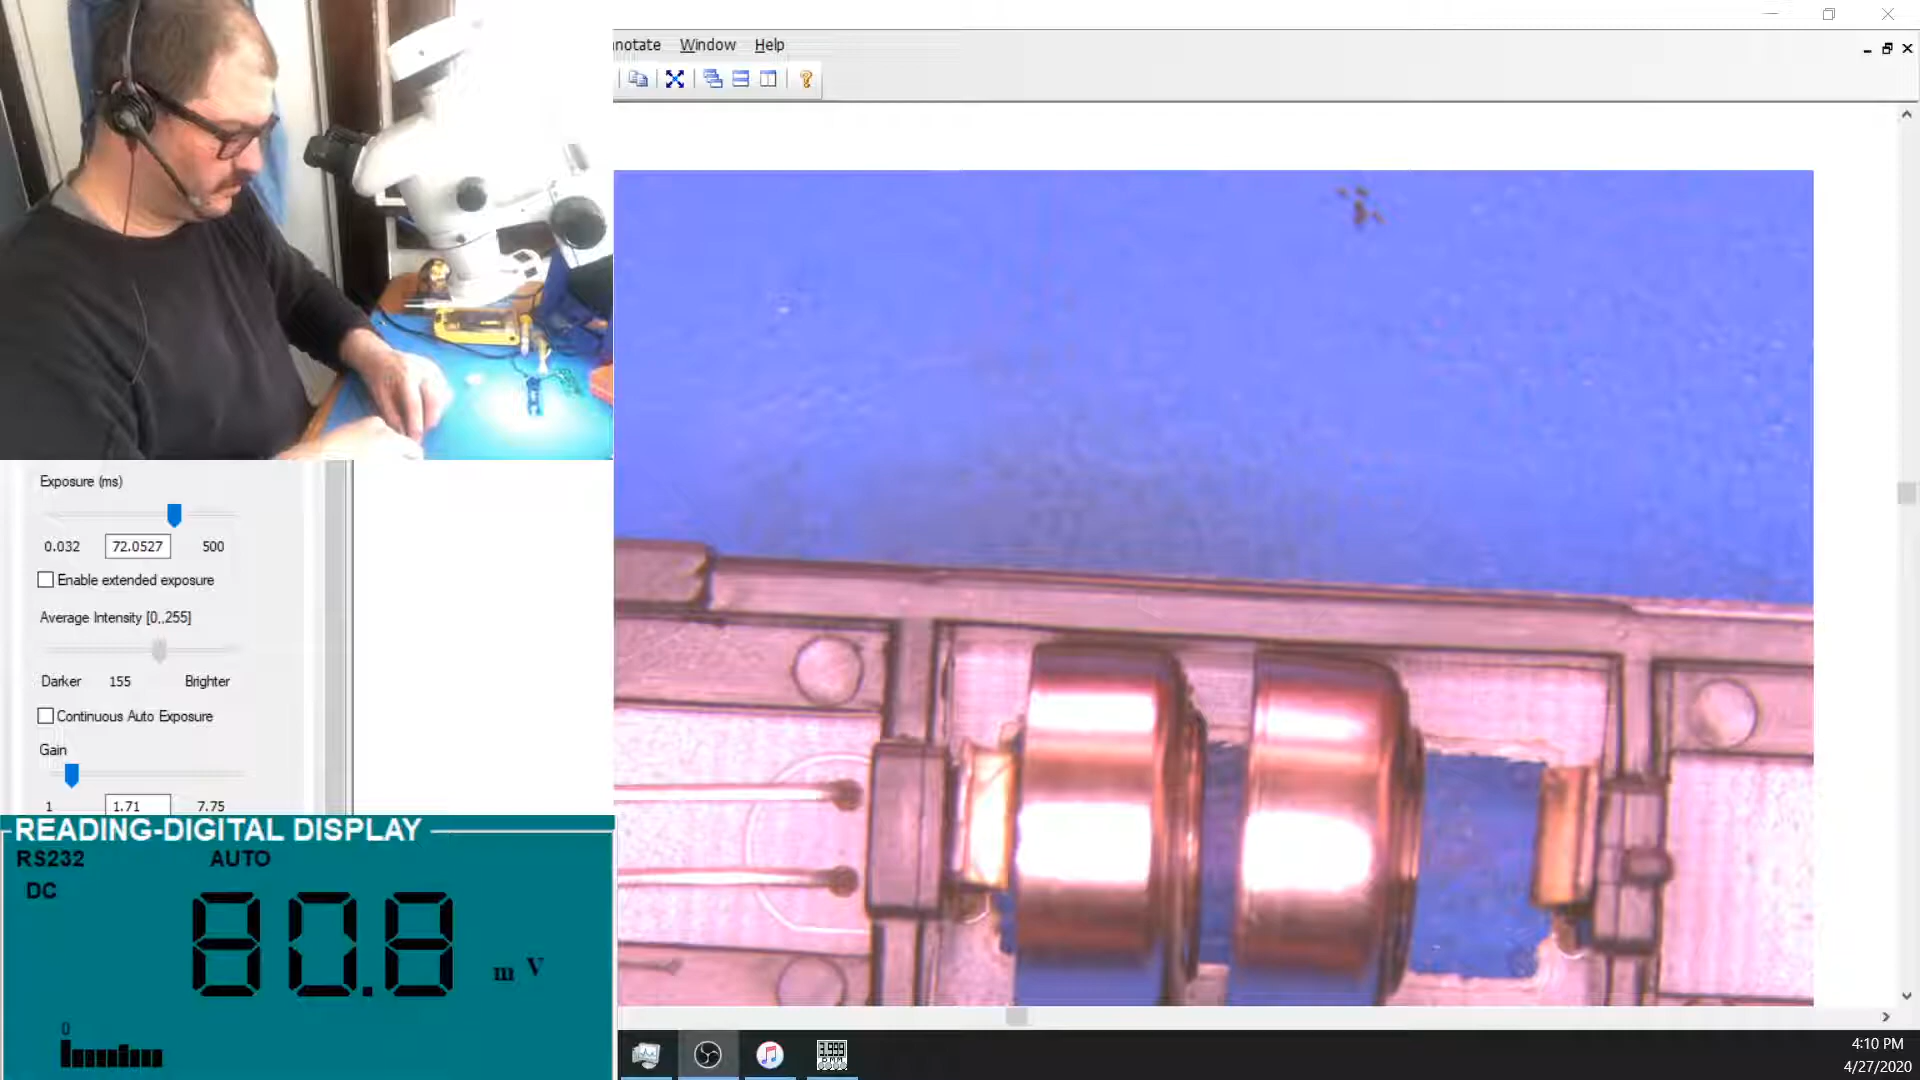 nnotate Window Help
Exposure (ms)
0.032 72.0527 500
Enable extended exposure
Average Intensity [0,,255]
Darker 155 Brighter
Continuous Auto Exposure
Gain
1 1.71 7.75
READING-DIGITAL DISPLAY
RS232 AUTO
DC
80.8 m V
0
4:10 PM
4/27/2020